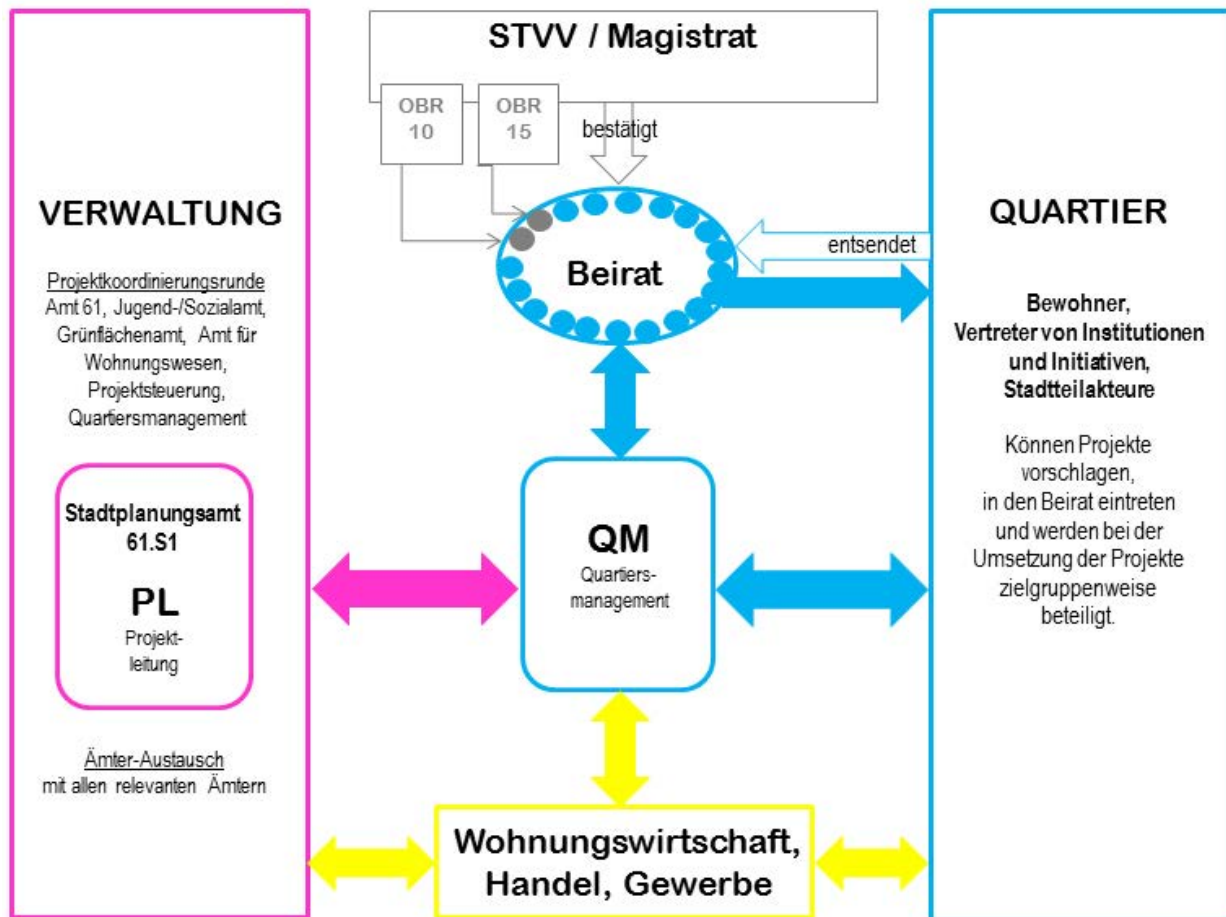 STVV / Magistrat
OBR
10
OBR
15
bestätigt
VERWALTUNG
Projektkoordinierungsrunde
Amt 61, Jugend-/Sozialamt,
Grünflächenamt, Amt für
Wohnungswesen,
Projektsteuerung,
Quartiersmanagement
Stadtplanungsamt
61.S1
PL
Projekt-
leitung
Ämter-Austausch
mit allen relevanten Ämtern
Beirat
entsendet
QM
Quartiers-
management
Wohnungswirtschaft,
Handel, Gewerbe
QUARTIER
Bewohner,
Vertreter von Institutionen
und Initiativen,
Stadtteilakteure
Können Projekte
vorschlagen,
in den Beirat eintreten
und werden bei der
Umsetzung der Projekte
zielgruppenweise
beteiligt.